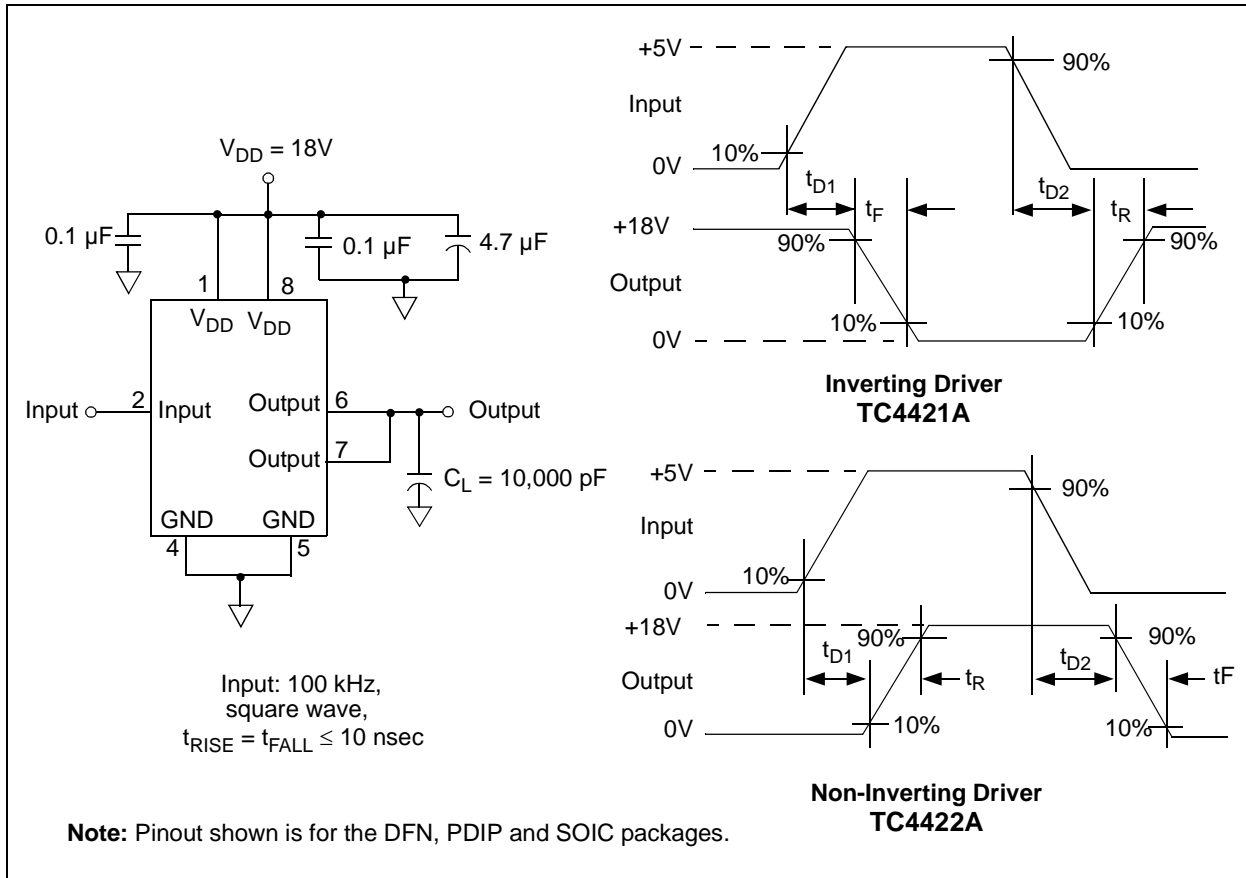 V_DD = 18V
0.1 µF
0.1 µF
4.7 µF
1
8
V_DD
V_DD
Input
2
Input
Output
6
Output
Output
7
C_L = 10,000 pF
GND
GND
4
5
Input: 100 kHz,
square wave,
t_RISE = t_FALL ≤ 10 nsec
+5V
90%
Input
10%
0V
t_D1
t_F
t_D2
t_R
+18V
90%
90%
Output
10%
10%
0V
Inverting Driver
TC4421A
+5V
90%
Input
10%
0V
+18V
90%
90%
t_D1
t_R
t_D2
tF
Output
10%
10%
0V
Non-Inverting Driver
TC4422A
Note: Pinout shown is for the DFN, PDIP and SOIC packages.